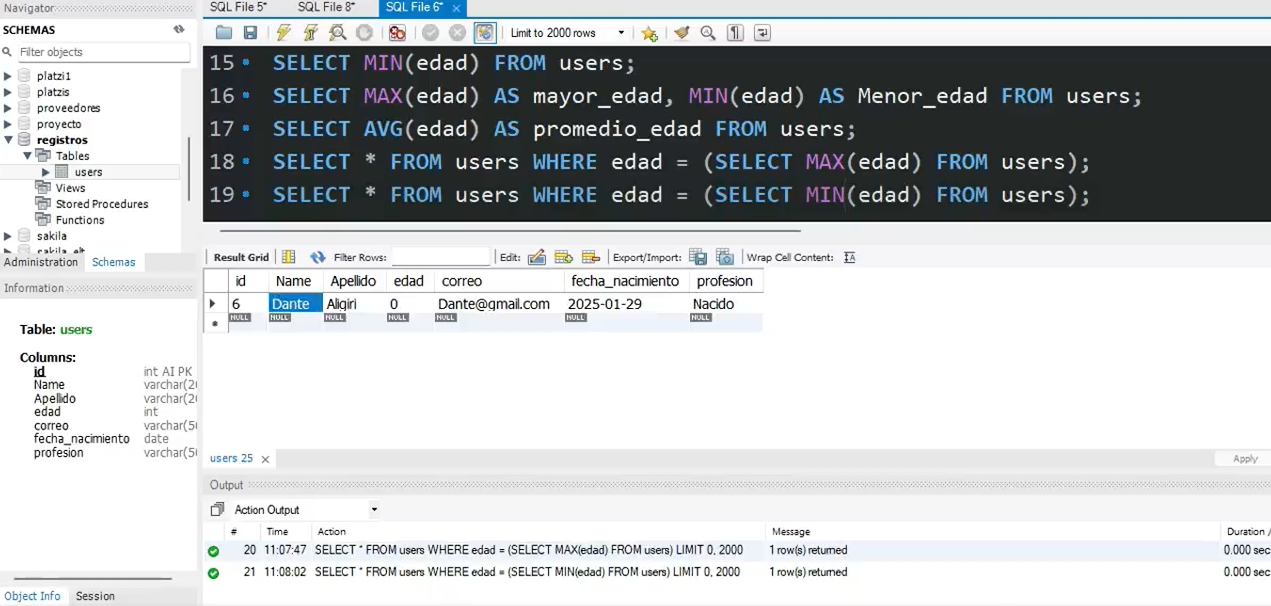 Navigator
SCHEMAS
Filter objects
platzi1
platzis
proveedores
proyecto
registros
Tables
users
Views
Stored Procedures
Functions
sakila
Administration Schemas
Information
Table: users
Columns:
id int AI PK
Name varchar(20
Apellido varchar(20
edad int
correo varchar(50
fecha_nacimiento date
profesion varchar(50
SQL File 5* SQL File 8* SQL File 6*
Limit to 2000 rows
15 SELECT MIN(edad) FROM users;
16 SELECT MAX(edad) AS mayor_edad, MIN(edad) AS Menor_edad FROM users;
17 SELECT AVG(edad) AS promedio_edad FROM users;
18 SELECT * FROM users WHERE edad = (SELECT MAX(edad) FROM users);
19 SELECT * FROM users WHERE edad = (SELECT MIN(edad) FROM users);
Result Grid Filter Rows: Edit: Export/Import: Wrap Cell Content:
id Name Apellido edad correo fecha_nacimiento profesion
6 Dante Aligiri 0 Dante@gmail.com 2025-01-29 Nacido
NULL NULL NULL NULL NULL NULL NULL
users 25
Apply
Output
Action Output
# Time Action Message Duration /
20 11:07:47 SELECT * FROM users WHERE edad = (SELECT MAX(edad) FROM users) LIMIT 0, 2000 1 row(s) returned 0.000 sec
21 11:08:02 SELECT * FROM users WHERE edad = (SELECT MIN(edad) FROM users) LIMIT 0, 2000 1 row(s) returned 0.000 sec
Object Info Session